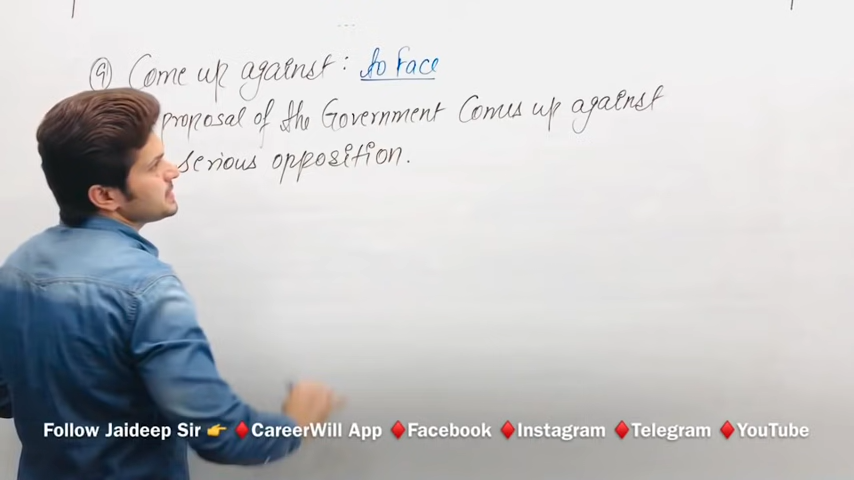 9 Come up against : to face
proposal of the Government comes up against
serious opposition.
Follow Jaideep Sir 👉 ♦CareerWill App ♦Facebook ♦Instagram ♦Telegram ♦YouTube